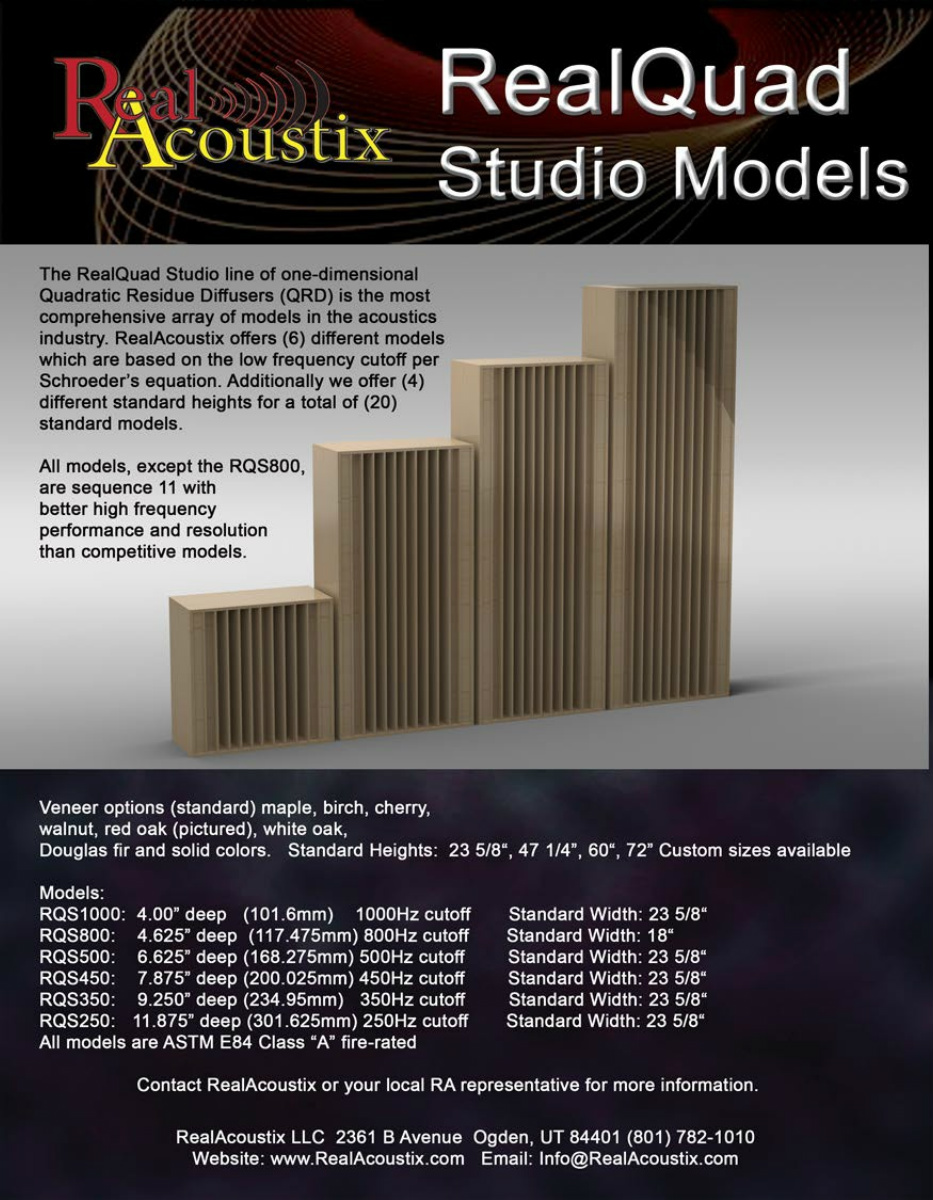 Real
Acoustix
RealQuad
Studio Models
The RealQuad Studio line of one-dimensional
Quadratic Residue Diffusers (QRD) is the most
comprehensive array of models in the acoustics
industry. RealAcoustix offers (6) different models
which are based on the low frequency cutoff per
Schroeder's equation. Additionally we offer (4)
different standard heights for a total of (20)
standard models.
All models, except the RQS800,
are sequence 11 with
better high frequency
performance and resolution
than competitive models.
Veneer options (standard) maple, birch, cherry,
walnut, red oak (pictured), white oak,
Douglas fir and solid colors. Standard Heights: 23 5/8“, 47 1/4”, 60“, 72” Custom sizes available
Models:
RQS1000: 4.00” deep (101.6mm) 1000Hz cutoff Standard Width: 23 5/8“
RQS800: 4.625” deep (117.475mm) 800Hz cutoff Standard Width: 18“
RQS500: 6.625” deep (168.275mm) 500Hz cutoff Standard Width: 23 5/8“
RQS450: 7.875” deep (200.025mm) 450Hz cutoff Standard Width: 23 5/8“
RQS350: 9.250” deep (234.95mm) 350Hz cutoff Standard Width: 23 5/8“
RQS250: 11.875” deep (301.625mm) 250Hz cutoff Standard Width: 23 5/8“
All models are ASTM E84 Class “A” fire-rated
Contact RealAcoustix or your local RA representative for more information.
RealAcoustix LLC 2361 B Avenue Ogden, UT 84401 (801) 782-1010
Website: www.RealAcoustix.com Email: Info@RealAcoustix.com